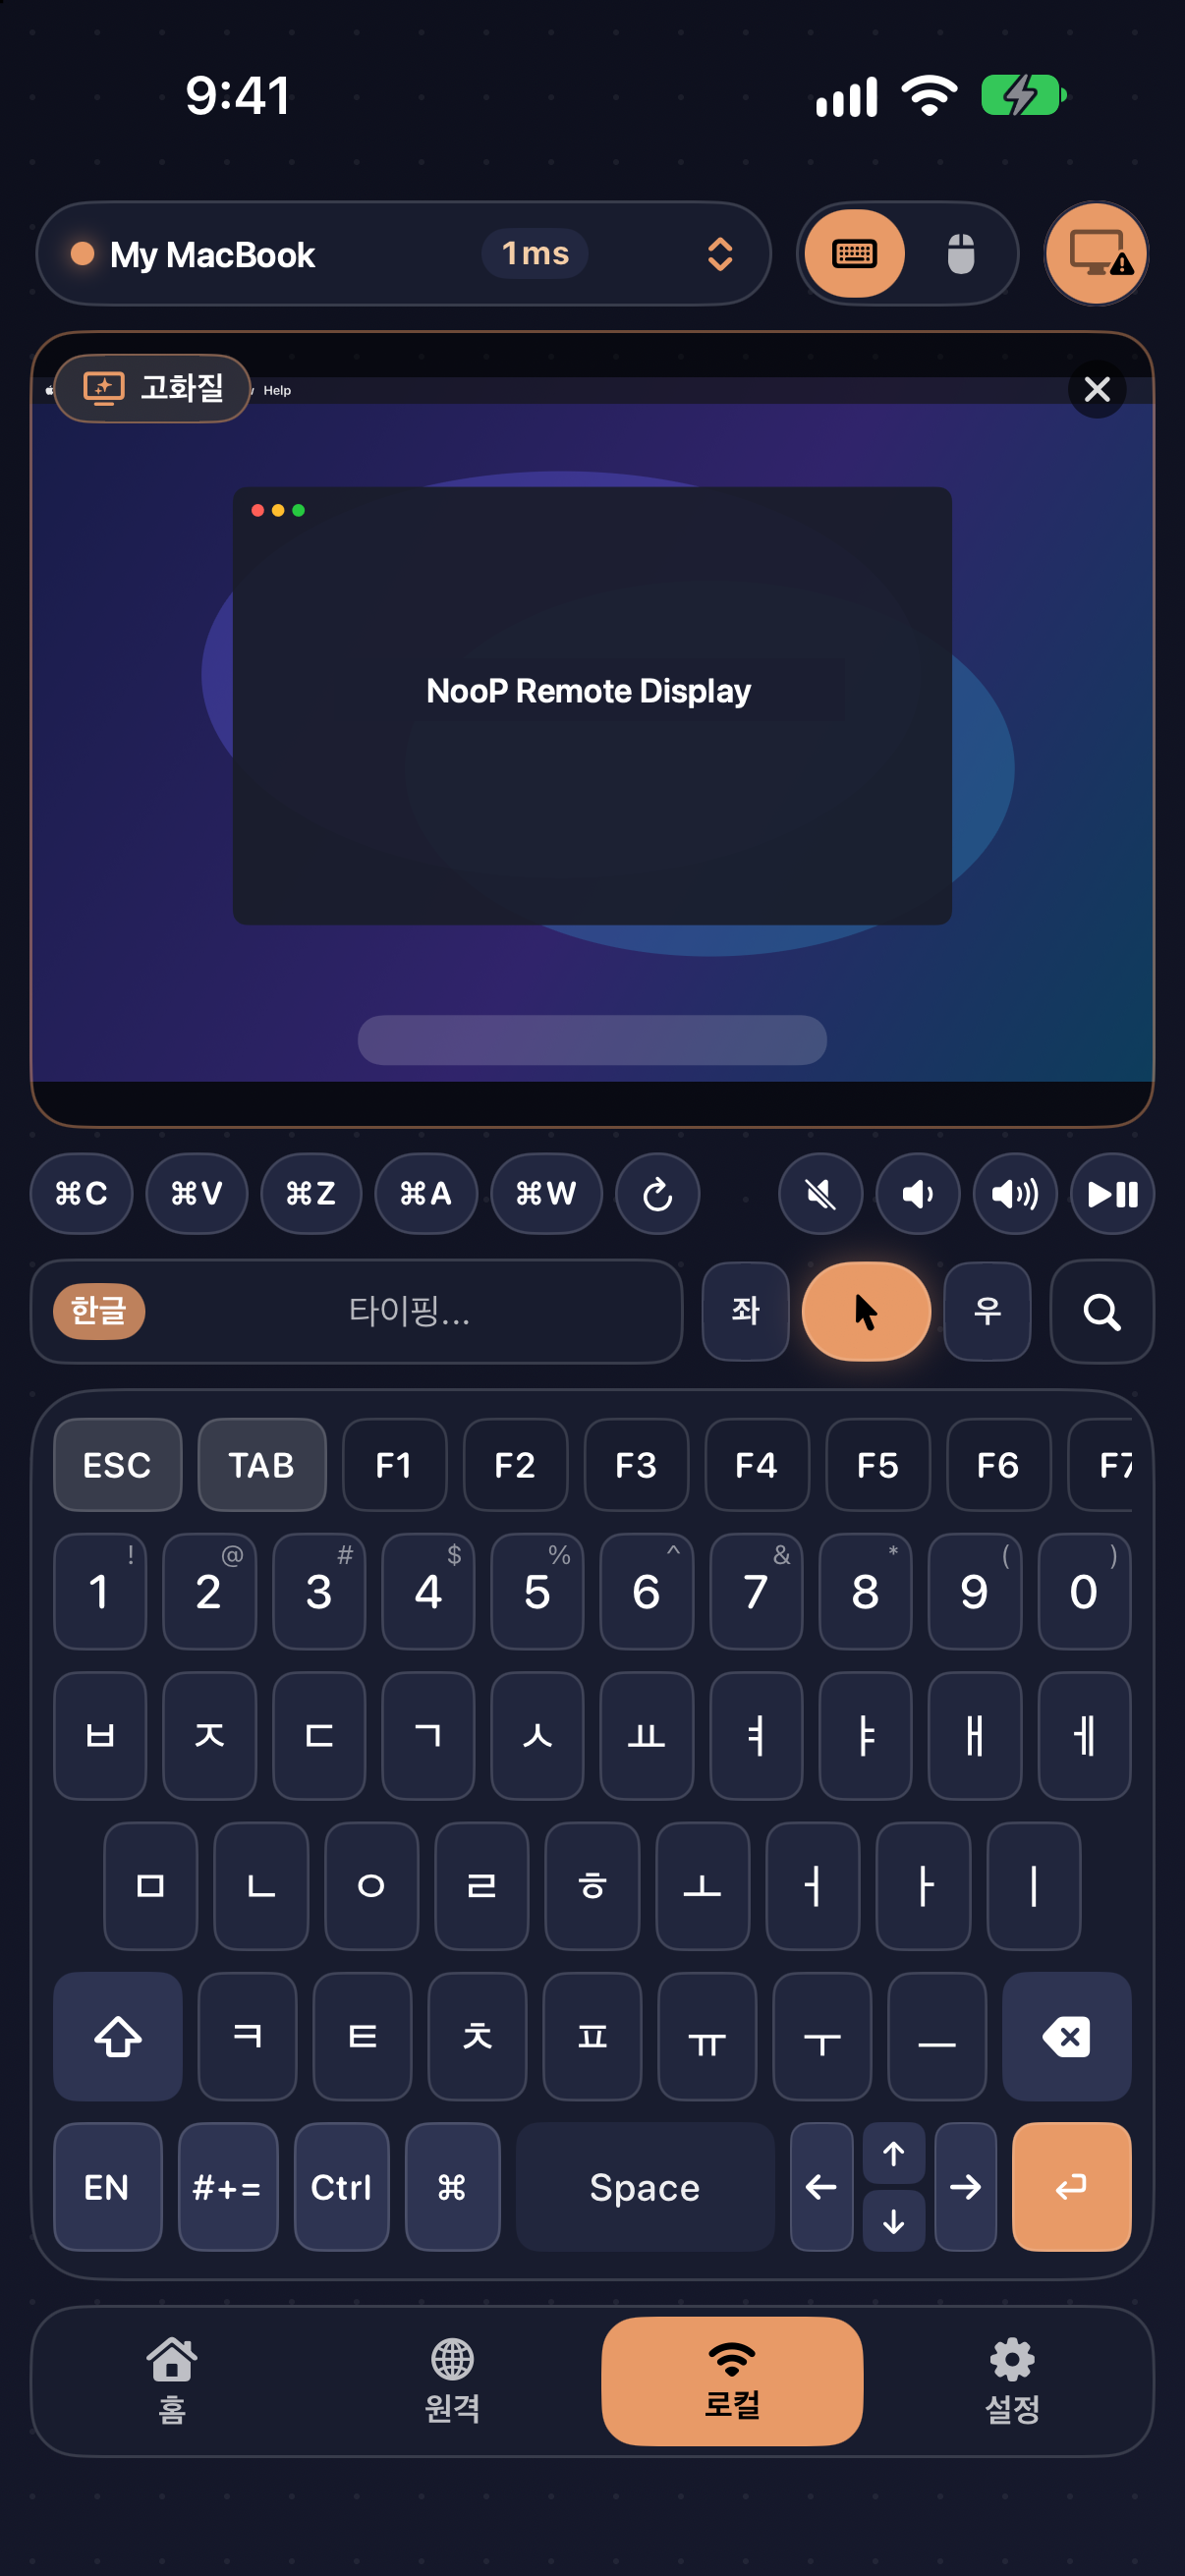 9:41
My MacBook 1ms
고화질 Help
NooP Remote Display
⌘C ⌘V ⌘Z ⌘A ⌘W
한글 타이핑... 좌 우
ESC TAB F1 F2 F3 F4 F5 F6 F7
! @ # $ % ^ & * ( )
1 2 3 4 5 6 7 8 9 0
ㅂ ㅈ ㄷ ㄱ ㅅ ㅛ ㅕ ㅑ ㅐ ㅔ
ㅁ ㄴ ㅇ ㄹ ㅎ ㅗ ㅓ ㅏ ㅣ
ㅋ ㅌ ㅊ ㅍ ㅠ ㅜ ㅡ
EN #+= Ctrl ⌘ Space ← ↑ ↓ →
홈 원격 로컬 설정